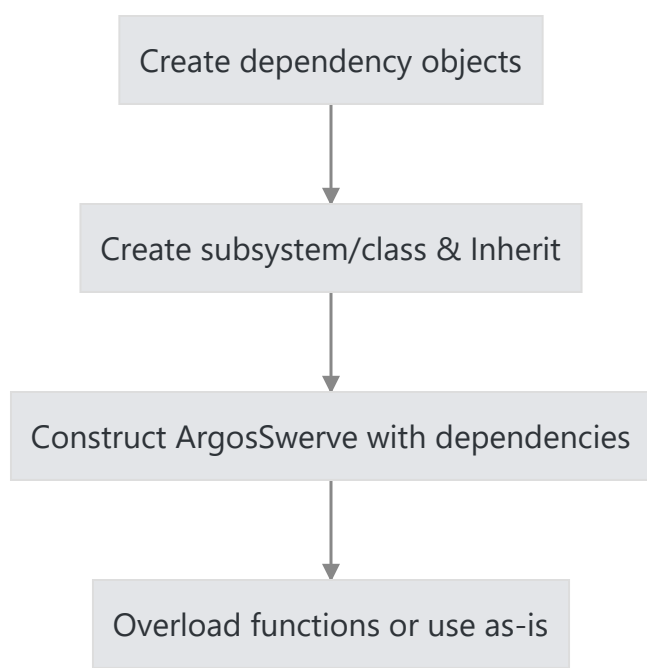 Create dependency objects
Create subsystem/class & Inherit
Construct ArgosSwerve with dependencies
Overload functions or use as-is